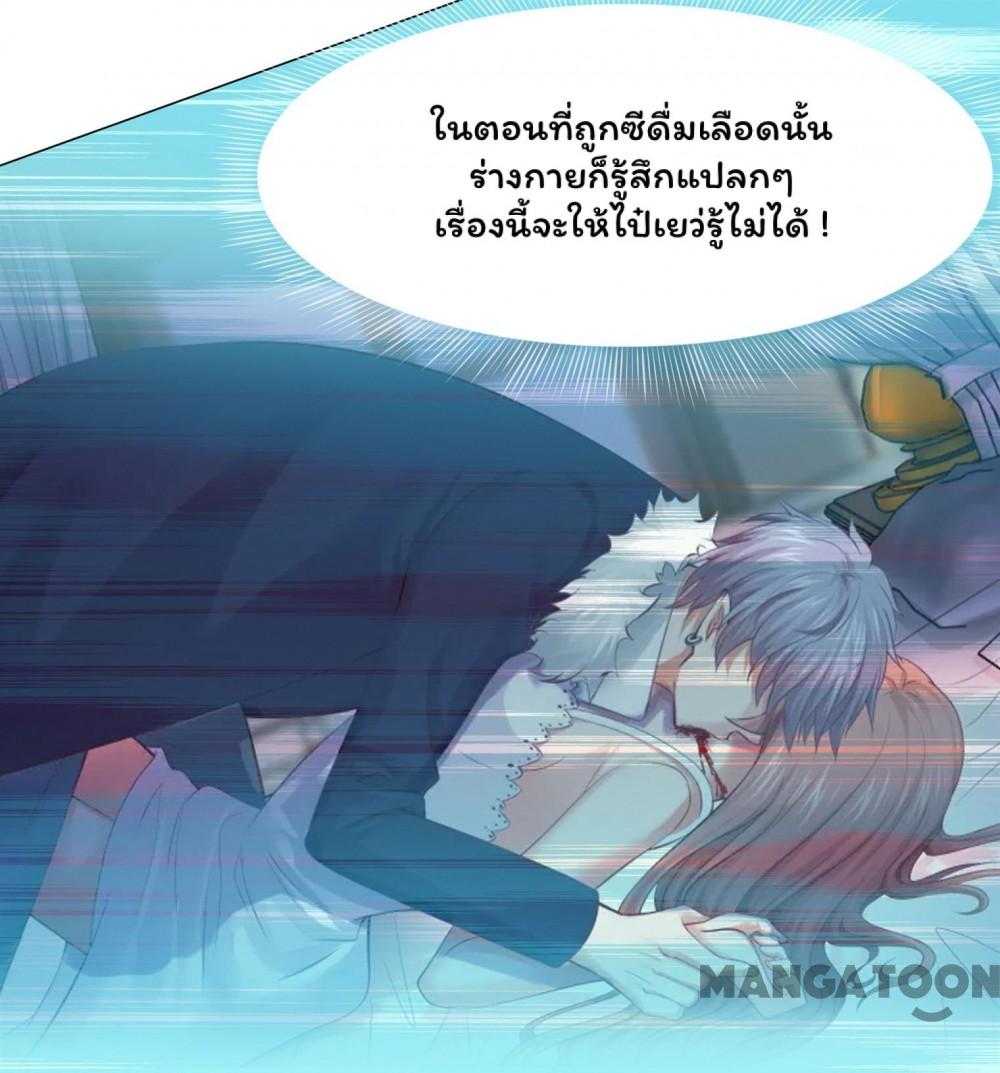 ในตอนที่ถูกซีดื่มเลือดนั้น
ร่างกายก็รู้สึกแปลกๆ
เรื่องนี้จะให้ไป๋เยว่รู้ไม่ได้ !
MANGATOON